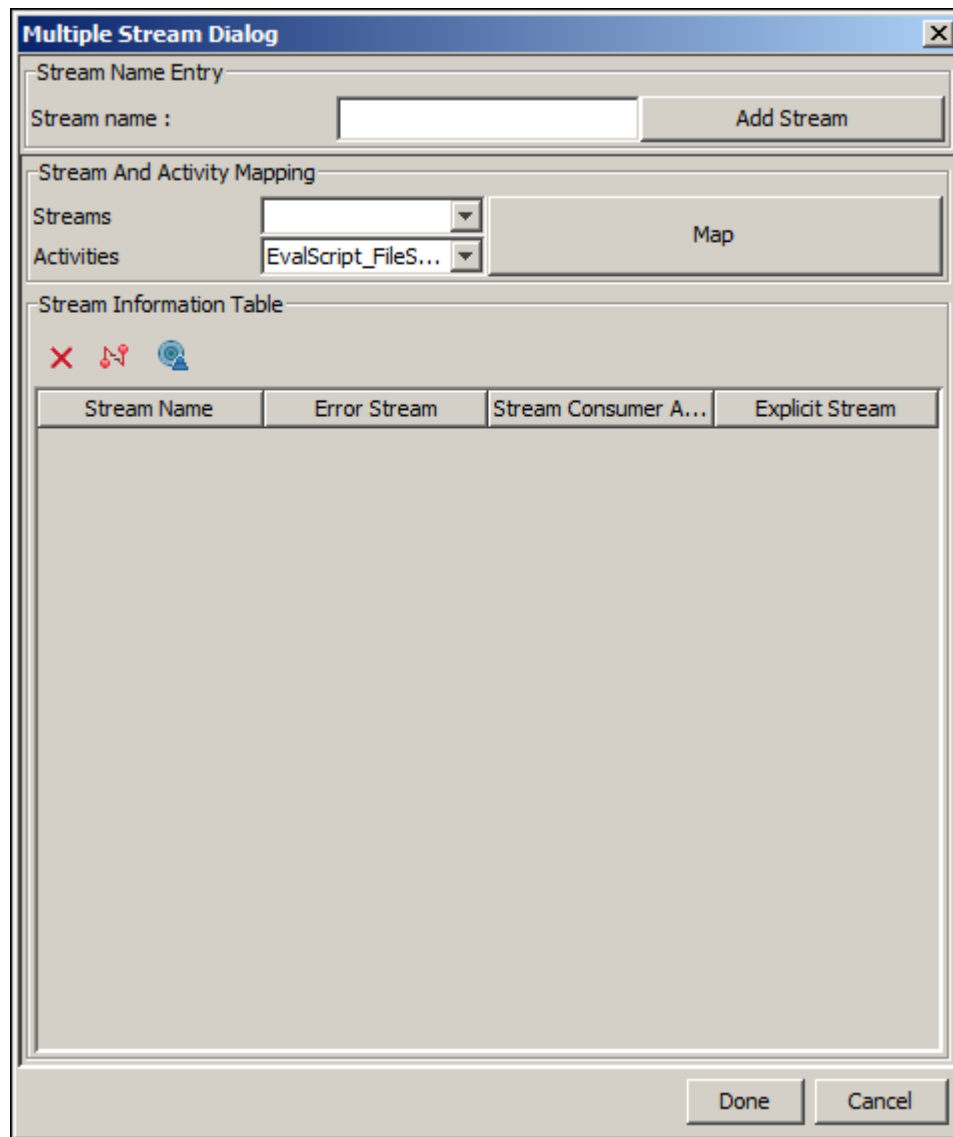 Multiple Stream Dialog
Stream Name Entry
Stream name : Add Stream
Stream And Activity Mapping
Streams
Map
Activities EvalScript_FileS...
Stream Information Table
Stream Name Error Stream Stream Consumer A... Explicit Stream
Done Cancel